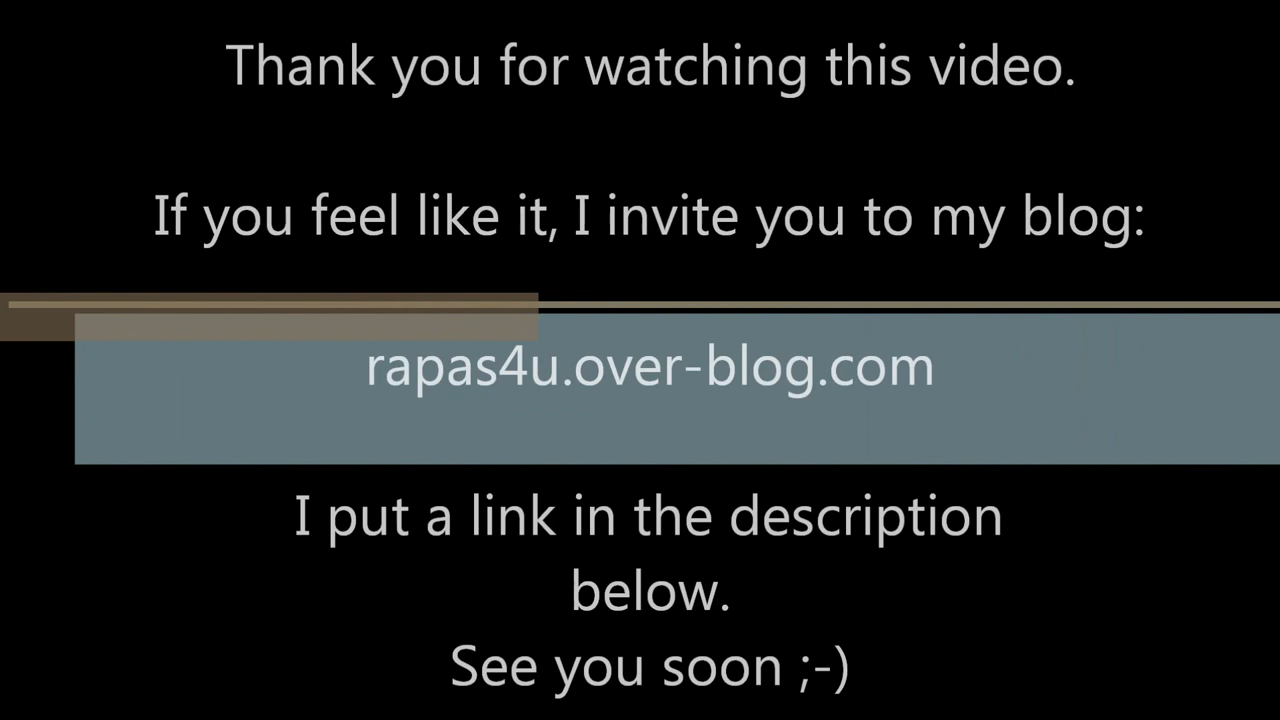 Thank you for watching this video.
If you feel like it, I invite you to my blog:
rapas4u.over-blog.com
I put a link in the description
below.
See you soon ;-)